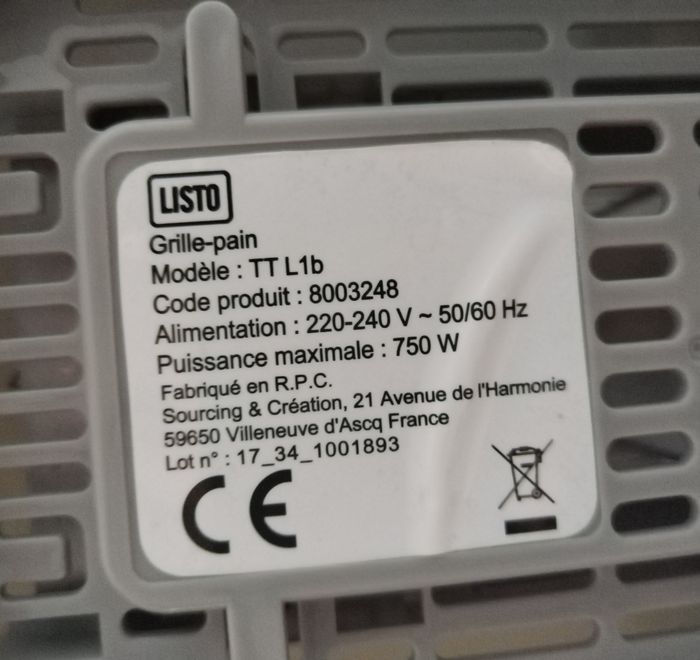 LISTO
Grille-pain
Modèle : TT L1b
Code produit : 8003248
Alimentation : 220-240 V ~ 50/60 Hz
Puissance maximale : 750 W
Fabriqué en R.P.C.
Sourcing & Création, 21 Avenue de l'Harmonie
59650 Villeneuve d'Ascq France
Lot n° : 17_34_1001893
CE